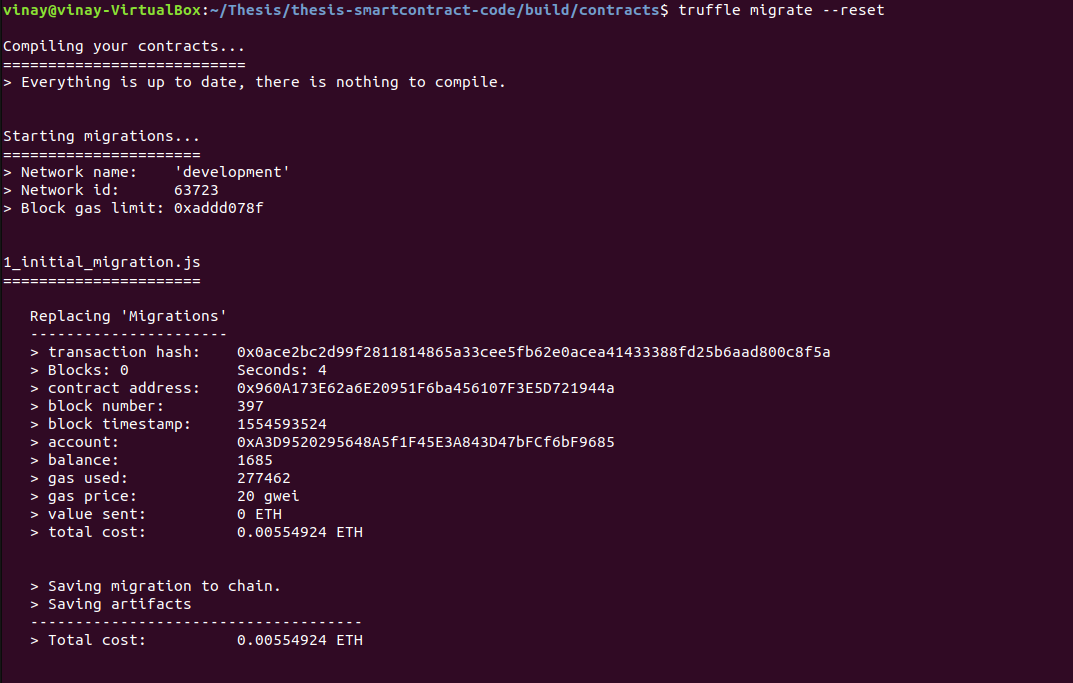 vinay@vinay-VirtualBox:~/Thesis/thesis-smartcontract-code/build/contracts$ truffle migrate --reset
Compiling your contracts...
===========================
> Everything is up to date, there is nothing to compile.
Starting migrations...
======================
> Network name:    'development'
> Network id:      63723
> Block gas limit: 0xaddd078f
1_initial_migration.js
======================
Replacing 'Migrations'
----------------------
> transaction hash:    0x0ace2bc2d99f2811814865a33cee5fb62e0acea41433388fd25b6aad800c8f5a
> Blocks: 0            Seconds: 4
> contract address:    0x960A173E62a6E20951F6ba456107F3E5D721944a
> block number:        397
> block timestamp:     1554593524
> account:             0xA3D9520295648A5f1F45E3A843D47bFCf6bF9685
> balance:             1685
> gas used:            277462
> gas price:           20 gwei
> value sent:          0 ETH
> total cost:          0.00554924 ETH
> Saving migration to chain.
> Saving artifacts
-------------------------------------
> Total cost:          0.00554924 ETH